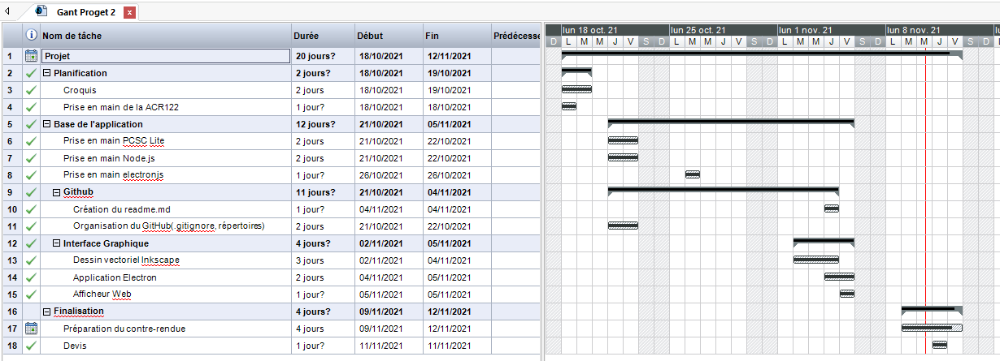 Gant Proget 2 x
Nom de tâche Durée Début Fin Prédécesse
lun 18 oct. 21 lun 25 oct. 21 lun 1 nov. 21 lun 8 nov. 21 lu
D L M M J V S D L M M J V S D L M M J V S D L M M J V S D L
1 Projet 20 jours? 18/10/2021 12/11/2021
2 Planification 2 jours? 18/10/2021 19/10/2021
3 Croquis 2 jours 18/10/2021 19/10/2021
4 Prise en main de la ACR122 1 jour? 18/10/2021 18/10/2021
5 Base de l'application 12 jours? 21/10/2021 05/11/2021
6 Prise en main PCSC Lite 2 jours 21/10/2021 22/10/2021
7 Prise en main Node.js 2 jours 21/10/2021 22/10/2021
8 Prise en main electronjs 1 jour? 26/10/2021 26/10/2021
9 Github 11 jours? 21/10/2021 04/11/2021
10 Création du readme.md 1 jour? 04/11/2021 04/11/2021
11 Organisation du GitHub(.gitignore, répertoires) 2 jours 21/10/2021 22/10/2021
12 Interface Graphique 4 jours? 02/11/2021 05/11/2021
13 Dessin vectoriel Inkscape 3 jours 02/11/2021 04/11/2021
14 Application Electron 2 jours 04/11/2021 05/11/2021
15 Afficheur Web 1 jour? 05/11/2021 05/11/2021
16 Finalisation 4 jours? 09/11/2021 12/11/2021
17 Préparation du contre-rendue 4 jours 09/11/2021 12/11/2021
18 Devis 1 jour? 11/11/2021 11/11/2021